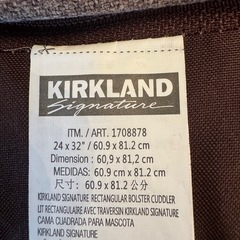 KIRKLAND
Signature
ITM. / ART. 1708878
24 x 32" / 60.9 x 81.2 cm
Dimension : 60,9 x 81,2 cm
MEDIDAS: 60.9 cm x 81.2 cm
尺寸: 60.9 x 81.2 公分
KIRKLAND SIGNATURE RECTANGULAR BOLSTER CUDDLER
LIT RECTANGULAIRE AVEC TRAVERSIN KIRKLAND SIGNATURE
CAMA CUADRADA PARA MASCOTA
KIRKLAND SIGNATURE